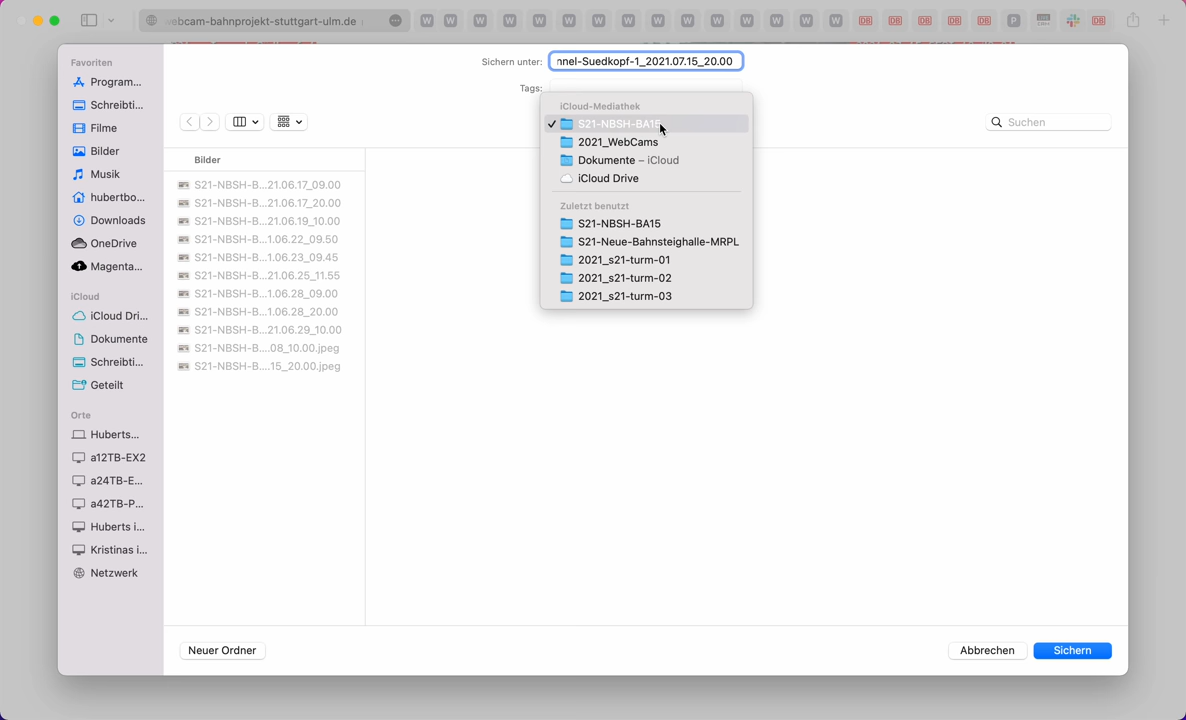 ebcam-bahnprojekt-stuttgart-ulm.de
W W W W W W W W W W W W W W W DB DB DB DB DB P DB
Favoriten
Program...
Schreibti...
Filme
Bilder
Musik
hubertbo...
Downloads
OneDrive
Magenta...
iCloud
iCloud Dri...
Dokumente
Schreibti...
Geteilt
Orte
Huberts...
a12TB-EX2
a24TB-E...
a42TB-P...
Huberts i...
Kristinas i...
Netzwerk
Sichern unter: nnel-Suedkopf-1_2021.07.15_20.00
Tags:
Suchen
Bilder
S21-NBSH-B...21.06.17_09.00
S21-NBSH-B...21.06.17_20.00
S21-NBSH-B...21.06.19_10.00
S21-NBSH-B...1.06.22_09.50
S21-NBSH-B...1.06.23_09.45
S21-NBSH-B...21.06.25_11.55
S21-NBSH-B...1.06.28_09.00
S21-NBSH-B...1.06.28_20.00
S21-NBSH-B...21.06.29_10.00
S21-NBSH-B....08_10.00.jpeg
S21-NBSH-B....15_20.00.jpeg
iCloud-Mediathek
S21-NBSH-BA15
2021_WebCams
Dokumente – iCloud
iCloud Drive
Zuletzt benutzt
S21-NBSH-BA15
S21-Neue-Bahnsteighalle-MRPL
2021_s21-turm-01
2021_s21-turm-02
2021_s21-turm-03
Neuer Ordner
Abbrechen
Sichern